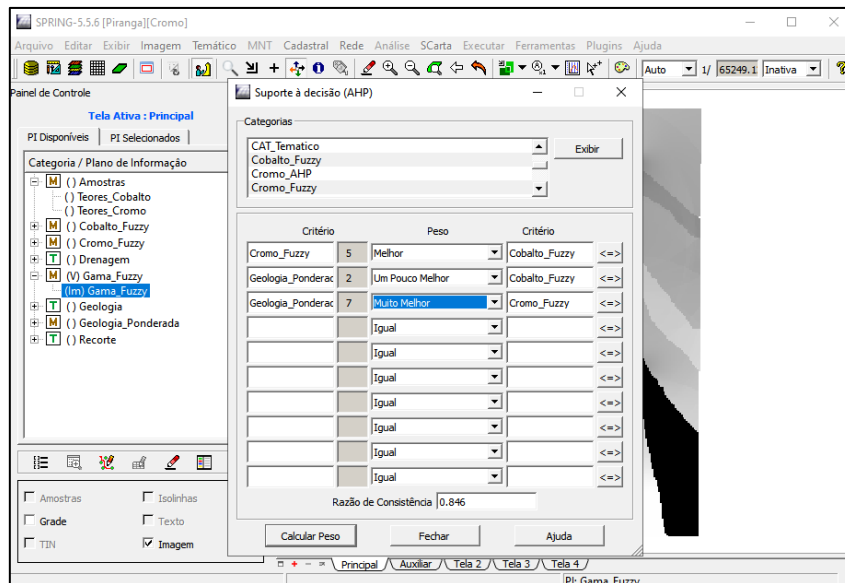 SPRING-5.5.6 [Piranga][Cromo]
Arquivo Editar Exibir Imagem Temático MNT Cadastral Rede Análise SCarta Executar Ferramentas Plugins Ajuda
Auto 1/ 65249.1 Inativa
Painel de Controle
Tela Ativa : Principal
PI Disponíveis PI Selecionados
Categoria / Plano de Informação
M () Amostras
() Teores_Cobalto
() Teores_Cromo
M () Cobalto_Fuzzy
M () Cromo_Fuzzy
T () Drenagem
M (V) Gama_Fuzzy
(Im) Gama_Fuzzy
T () Geologia
M () Geologia_Ponderada
T () Recorte
Amostras Isolinhas
Grade Texto
TIN Imagem
Suporte à decisão (AHP)
Categorias
CAT_Tematico
Cobalto_Fuzzy
Cromo_AHP
Cromo_Fuzzy
Exibir
Critério Peso Critério
Cromo_Fuzzy 5 Melhor Cobalto_Fuzzy <=>
Geologia_Ponderac 2 Um Pouco Melhor Cobalto_Fuzzy <=>
Geologia_Ponderac 7 Muito Melhor Cromo_Fuzzy <=>
Igual <=>
Igual <=>
Igual <=>
Igual <=>
Igual <=>
Igual <=>
Igual <=>
Razão de Consistência 0.846
Calcular Peso Fechar Ajuda
Principal Auxiliar Tela 2 Tela 3 Tela 4
PI: Gama_Fuzzy